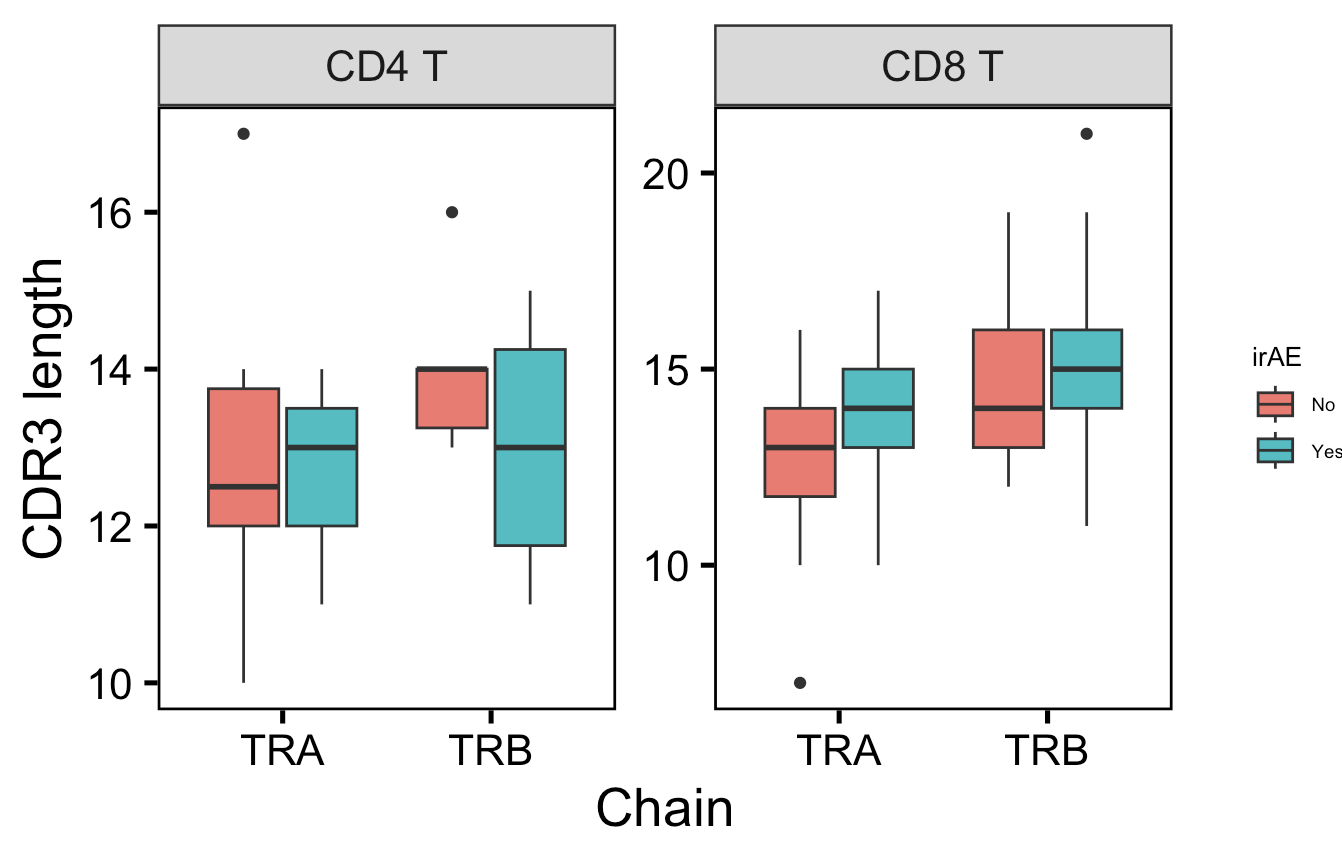 CD4 T
CD8 T
CDR3 length
16
14
12
10
20
15
10
TRA
TRB
TRA
TRB
Chain
irAE
No
Yes